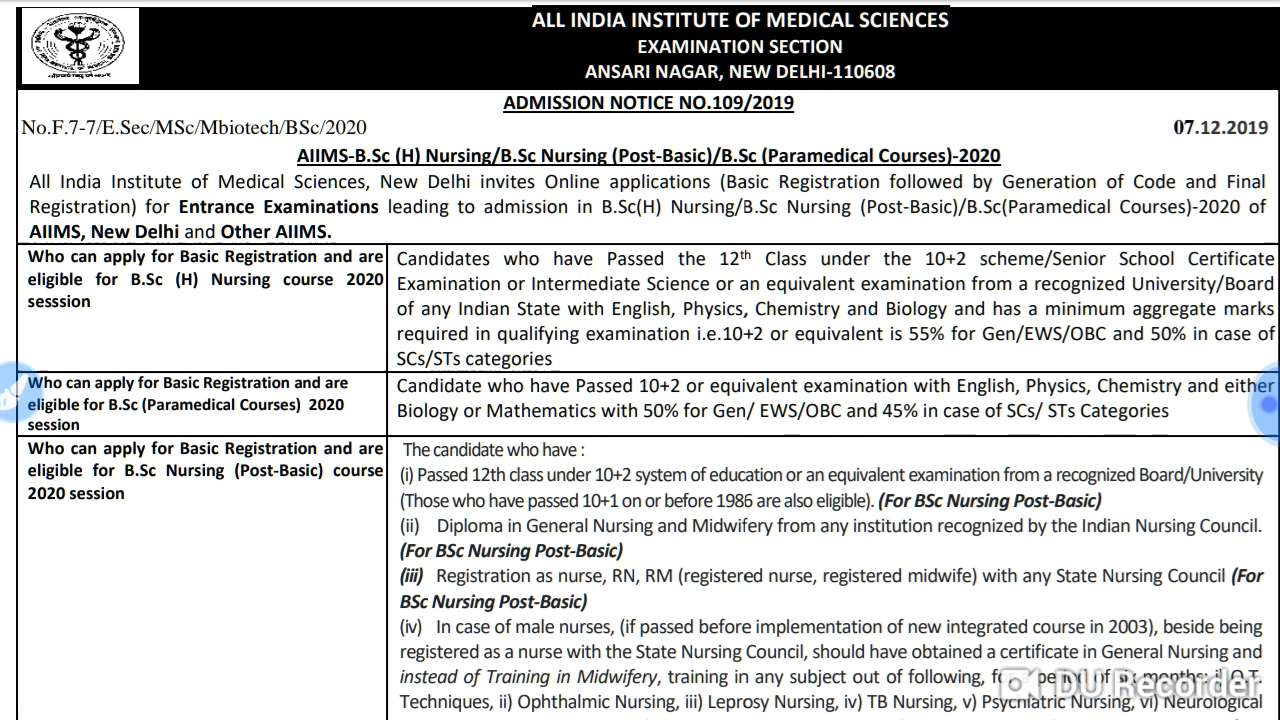 ALL INDIA INSTITUTE OF MEDICAL SCIENCES
EXAMINATION SECTION
ANSARI NAGAR, NEW DELHI-110608
ADMISSION NOTICE NO.109/2019
No.F.7-7/E.Sec/MSc/Mbiotech/BSc/2020
07.12.2019
AIIMS-B.Sc (H) Nursing/B.Sc Nursing (Post-Basic)/B.Sc (Paramedical Courses)-2020
All India Institute of Medical Sciences, New Delhi invites Online applications (Basic Registration followed by Generation of Code and Final
Registration) for Entrance Examinations leading to admission in B.Sc(H) Nursing/B.Sc Nursing (Post-Basic)/B.Sc(Paramedical Courses)-2020 of
AIIMS, New Delhi and Other AIIMS.
Who can apply for Basic Registration and are
eligible for B.Sc (H) Nursing course 2020
sesssion
Candidates who have Passed the 12th Class under the 10+2 scheme/Senior School Certificate
Examination or Intermediate Science or an equivalent examination from a recognized University/Board
of any Indian State with English, Physics, Chemistry and Biology and has a minimum aggregate marks
required in qualifying examination i.e.10+2 or equivalent is 55% for Gen/EWS/OBC and 50% in case of
SCs/STs categories
Who can apply for Basic Registration and are
eligible for B.Sc (Paramedical Courses) 2020
session
Candidate who have Passed 10+2 or equivalent examination with English, Physics, Chemistry and either
Biology or Mathematics with 50% for Gen/ EWS/OBC and 45% in case of SCs/ STs Categories
Who can apply for Basic Registration and are
eligible for B.Sc Nursing (Post-Basic) course
2020 session
The candidate who have :
(i) Passed 12th class under 10+2 system of education or an equivalent examination from a recognized Board/University
(Those who have passed 10+1 on or before 1986 are also eligible). (For BSc Nursing Post-Basic)
(ii) Diploma in General Nursing and Midwifery from any institution recognized by the Indian Nursing Council.
(For BSc Nursing Post-Basic)
(iii) Registration as nurse, RN, RM (registered nurse, registered midwife) with any State Nursing Council (For
BSc Nursing Post-Basic)
(iv) In case of male nurses, (if passed before implementation of new integrated course in 2003), beside being
registered as a nurse with the State Nursing Council, should have obtained a certificate in General Nursing and
instead of Training in Midwifery, training in any subject out of following, for a period of six months: i) O.T.
Techniques, ii) Ophthalmic Nursing, iii) Leprosy Nursing, iv) TB Nursing, v) Psychiatric Nursing, vi) Neurological
DU Recorder